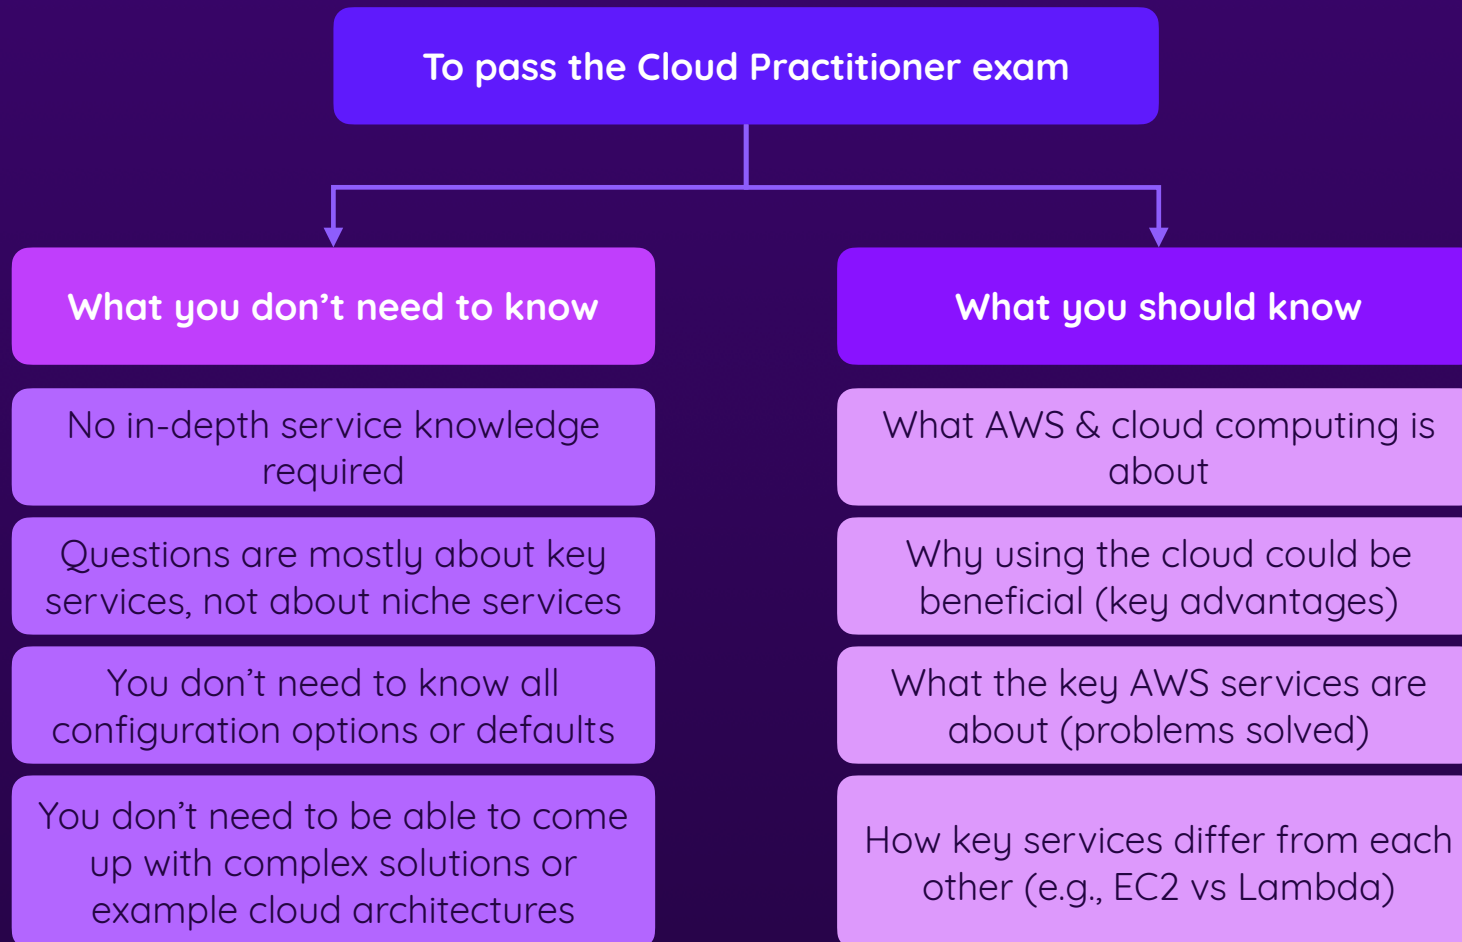 To pass the Cloud Practitioner exam
What you don’t need to know
No in-depth service knowledge
required
Questions are mostly about key
services, not about niche services
You don’t need to know all
configuration options or defaults
You don’t need to be able to come
up with complex solutions or
example cloud architectures
What you should know
What AWS & cloud computing is
about
Why using the cloud could be
beneficial (key advantages)
What the key AWS services are
about (problems solved)
How key services differ from each
other (e.g., EC2 vs Lambda)